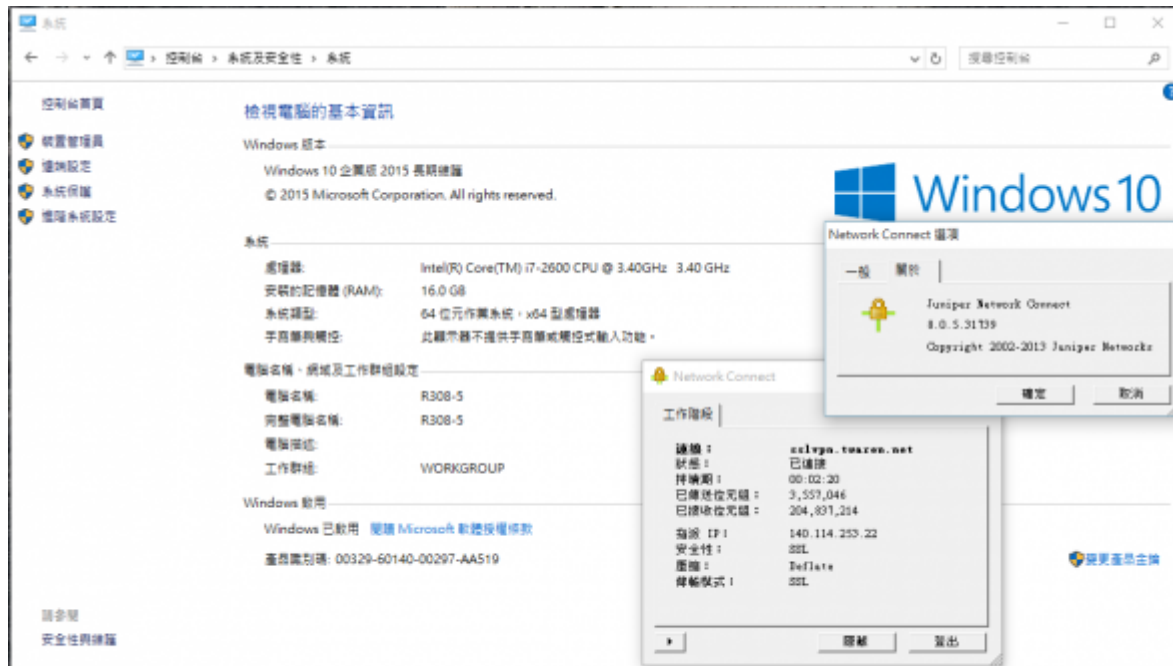 系統
控制台 › 系統及安全性 › 系統
搜尋控制台
控制台首頁
裝置管理員
遠端設定
系統保護
進階系統設定
檢視電腦的基本資訊
Windows 版本
Windows 10 企業版 2015 長期維護
© 2015 Microsoft Corporation. All rights reserved.
Windows 10
系統
處理器: Intel(R) Core(TM) i7-2600 CPU @ 3.40GHz 3.40 GHz
安裝的記憶體 (RAM): 16.0 GB
系統類型: 64 位元作業系統，x64 型處理器
手寫筆與觸控: 此顯示器不提供手寫筆或觸控式輸入功能。
電腦名稱、網域及工作群組設定
電腦名稱: R308-5
完整電腦名稱: R308-5
電腦描述:
工作群組: WORKGROUP
Windows 啟用
Windows 已啟用 閱讀 Microsoft 軟體授權條款
產品識別碼: 00329-60140-00297-AA519
變更產品金鑰
請參閱
安全性與維護
Network Connect 選項
一般 關於
Juniper Network Connect
8.0.5.31739
Copyright 2002-2013 Juniper Networks
確定 取消
Network Connect
工作階段
連線： sslvpn.twaren.net
狀態： 已連接
持續期： 00:02:20
已傳送位元組： 3,557,046
已接收位元組： 204,837,214
指派 IP： 140.114.253.22
安全性： SSL
壓縮： Deflate
傳輸模式： SSL
隱藏 登出